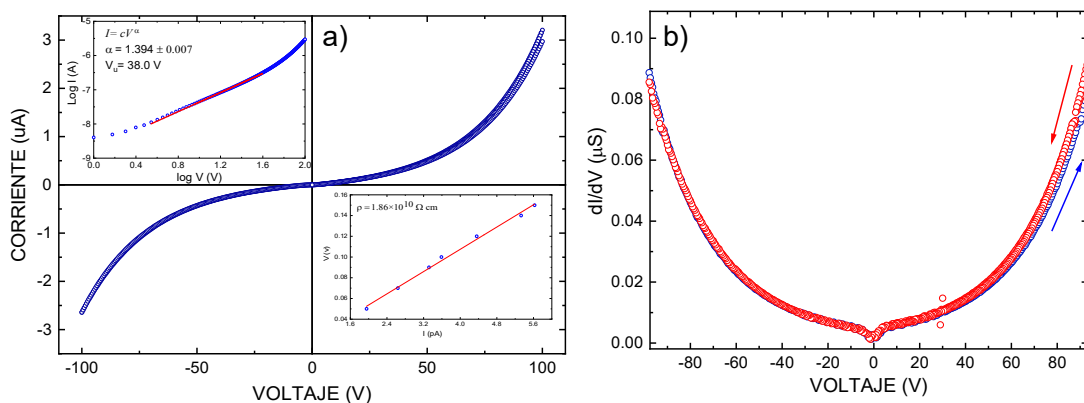 a)
I= cV^α
α = 1.394 ± 0.007
V_u= 38.0 V
Log I (A)
-5
-6
-7
-8
-9
0.0 0.4 0.8 1.2 1.6 2.0
log V (V)
CORRIENTE (uA)
3
2
1
0
-1
-2
-3
ρ = 1.86×10^10 Ω cm
V (v)
0.16
0.14
0.12
0.10
0.08
0.06
0.04
1.6 2.4 3.2 4.0 4.8 5.6
I (pA)
-100 -50 0 50 100
VOLTAJE (V)
b)
dI/dV (μS)
0.10
0.08
0.06
0.04
0.02
0.00
-80 -60 -40 -20 0 20 40 60 80
VOLTAJE (V)